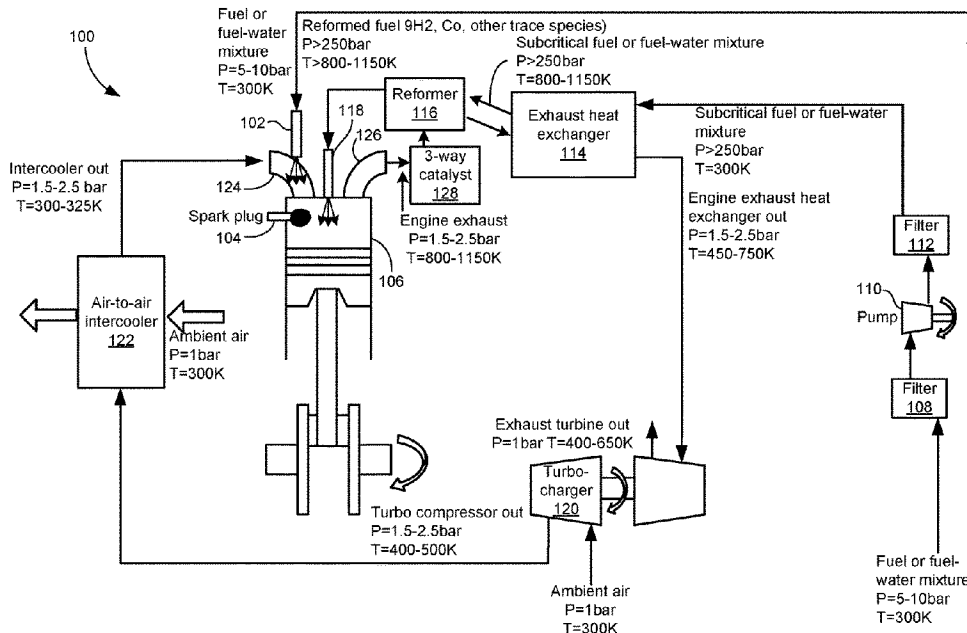 100
Fuel or
fuel-water
mixture
P=5-10bar
T=300K
Reformed fuel 9H2, Co, other trace species)
P>250bar
T>800-1150K
Subcritical fuel or fuel-water mixture
P>250bar
T=800-1150K
102
118
126
124
Reformer
116
Exhaust heat
exchanger
114
3-way
catalyst
128
Subcritical fuel or fuel-water
mixture
P>250bar
T=300K
Intercooler out
P=1.5-2.5 bar
T=300-325K
Spark plug
104
Engine exhaust
P=1.5-2.5bar
T=800-1150K
106
Engine exhaust heat
exchanger out
P=1.5-2.5bar
T=450-750K
Filter
112
110
Pump
Filter
108
Air-to-air
intercooler
122
Ambient air
P=1bar
T=300K
Exhaust turbine out
P=1bar T=400-650K
Turbo-
charger
120
Turbo compressor out
P=1.5-2.5bar
T=400-500K
Ambient air
P=1bar
T=300K
Fuel or fuel-
water mixture
P=5-10bar
T=300K